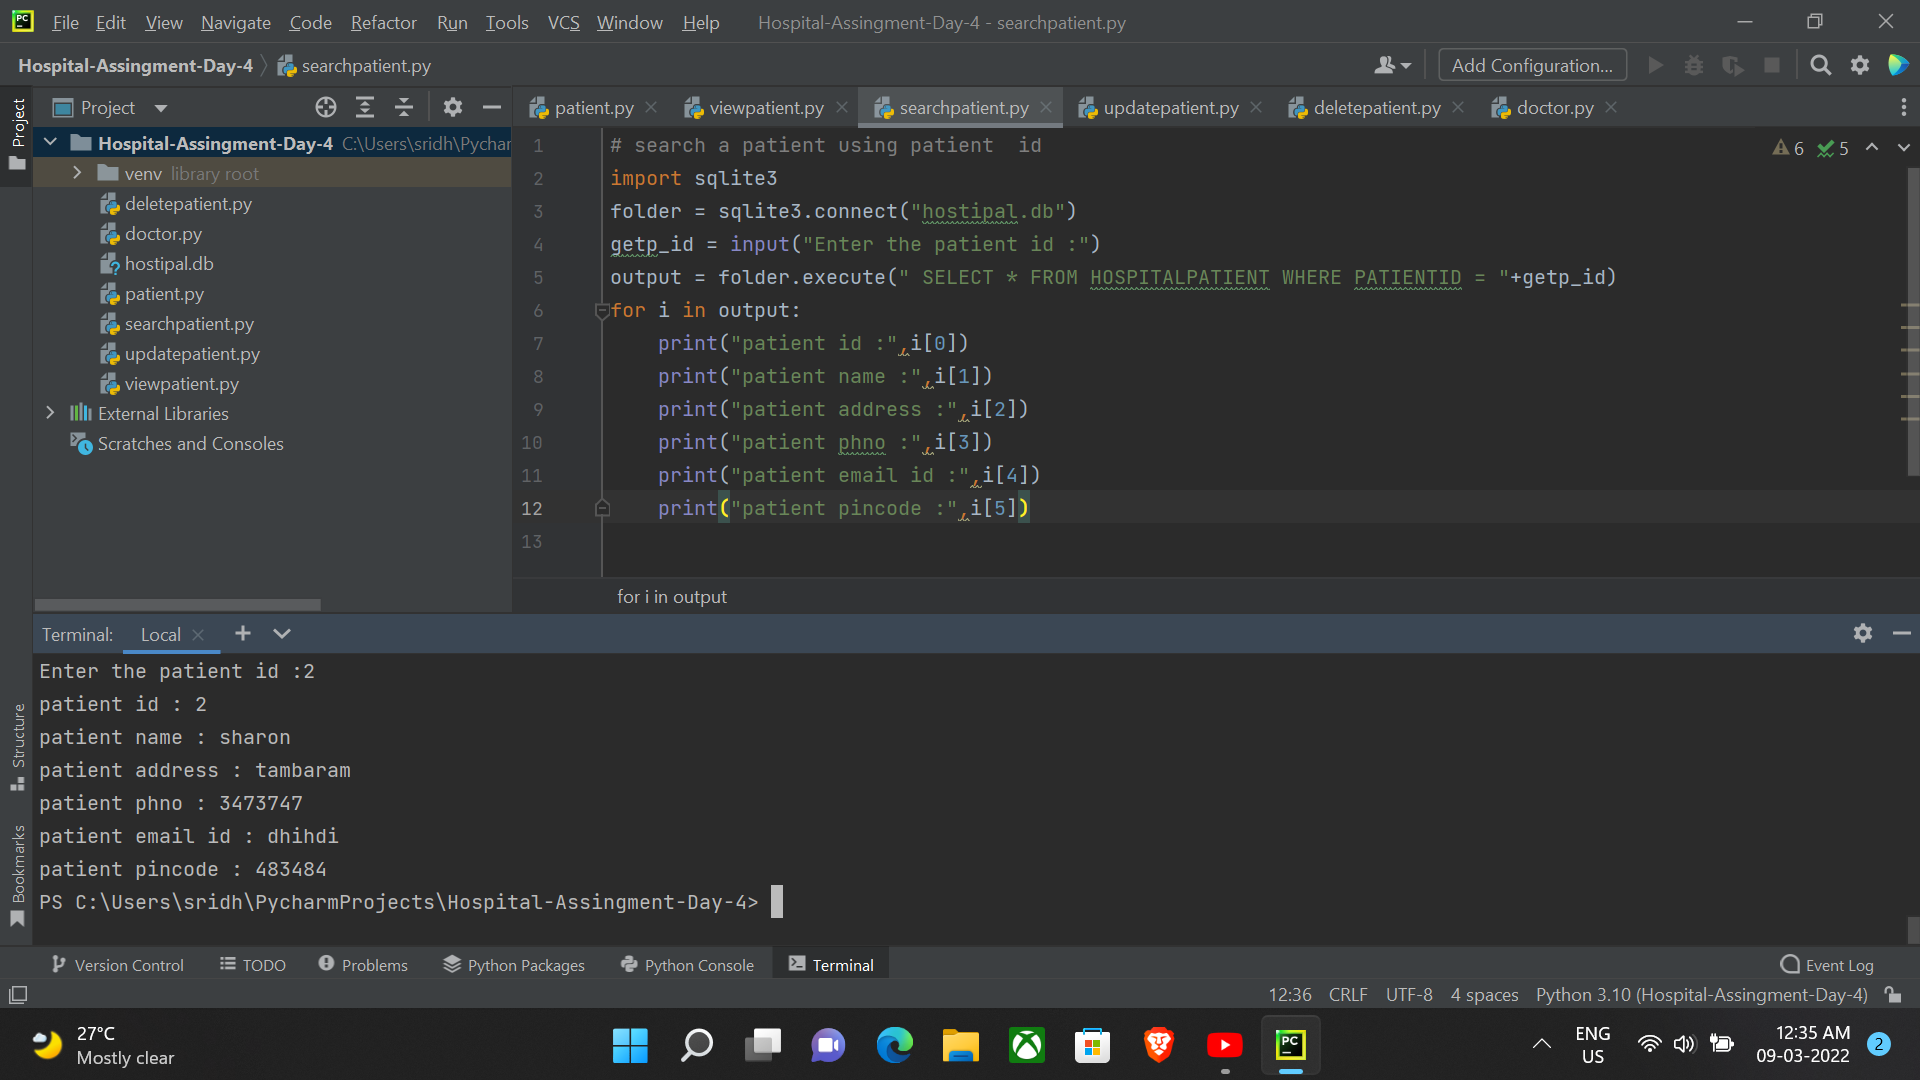 PC File Edit View Navigate Code Refactor Run Tools VCS Window Help Hospital-Assingment-Day-4 - searchpatient.py
Hospital-Assingment-Day-4 searchpatient.py Add Configuration...
Project patient.py viewpatient.py searchpatient.py updatepatient.py deletepatient.py doctor.py
Project
Hospital-Assingment-Day-4 C:\Users\sridh\Pychar
venv library root
deletepatient.py
doctor.py
hostipal.db
patient.py
searchpatient.py
updatepatient.py
viewpatient.py
External Libraries
Scratches and Consoles
6 5
1 # search a patient using patient  id
2 import sqlite3
3 folder = sqlite3.connect("hostipal.db")
4 getp_id = input("Enter the patient id :")
5 output = folder.execute(" SELECT * FROM HOSPITALPATIENT WHERE PATIENTID = "+getp_id)
6 for i in output:
7     print("patient id :",i[0])
8     print("patient name :",i[1])
9     print("patient address :",i[2])
10     print("patient phno :",i[3])
11     print("patient email id :",i[4])
12     print("patient pincode :",i[5])
13
for i in output
Terminal: Local
Enter the patient id :2
patient id : 2
patient name : sharon
patient address : tambaram
patient phno : 3473747
patient email id : dhihdi
patient pincode : 483484
PS C:\Users\sridh\PycharmProjects\Hospital-Assingment-Day-4>
Structure
Bookmarks
Version Control TODO Problems Python Packages Python Console Terminal Event Log
12:36 CRLF UTF-8 4 spaces Python 3.10 (Hospital-Assingment-Day-4)
27°C
Mostly clear
PC
ENG
US
12:35 AM
09-03-2022
2